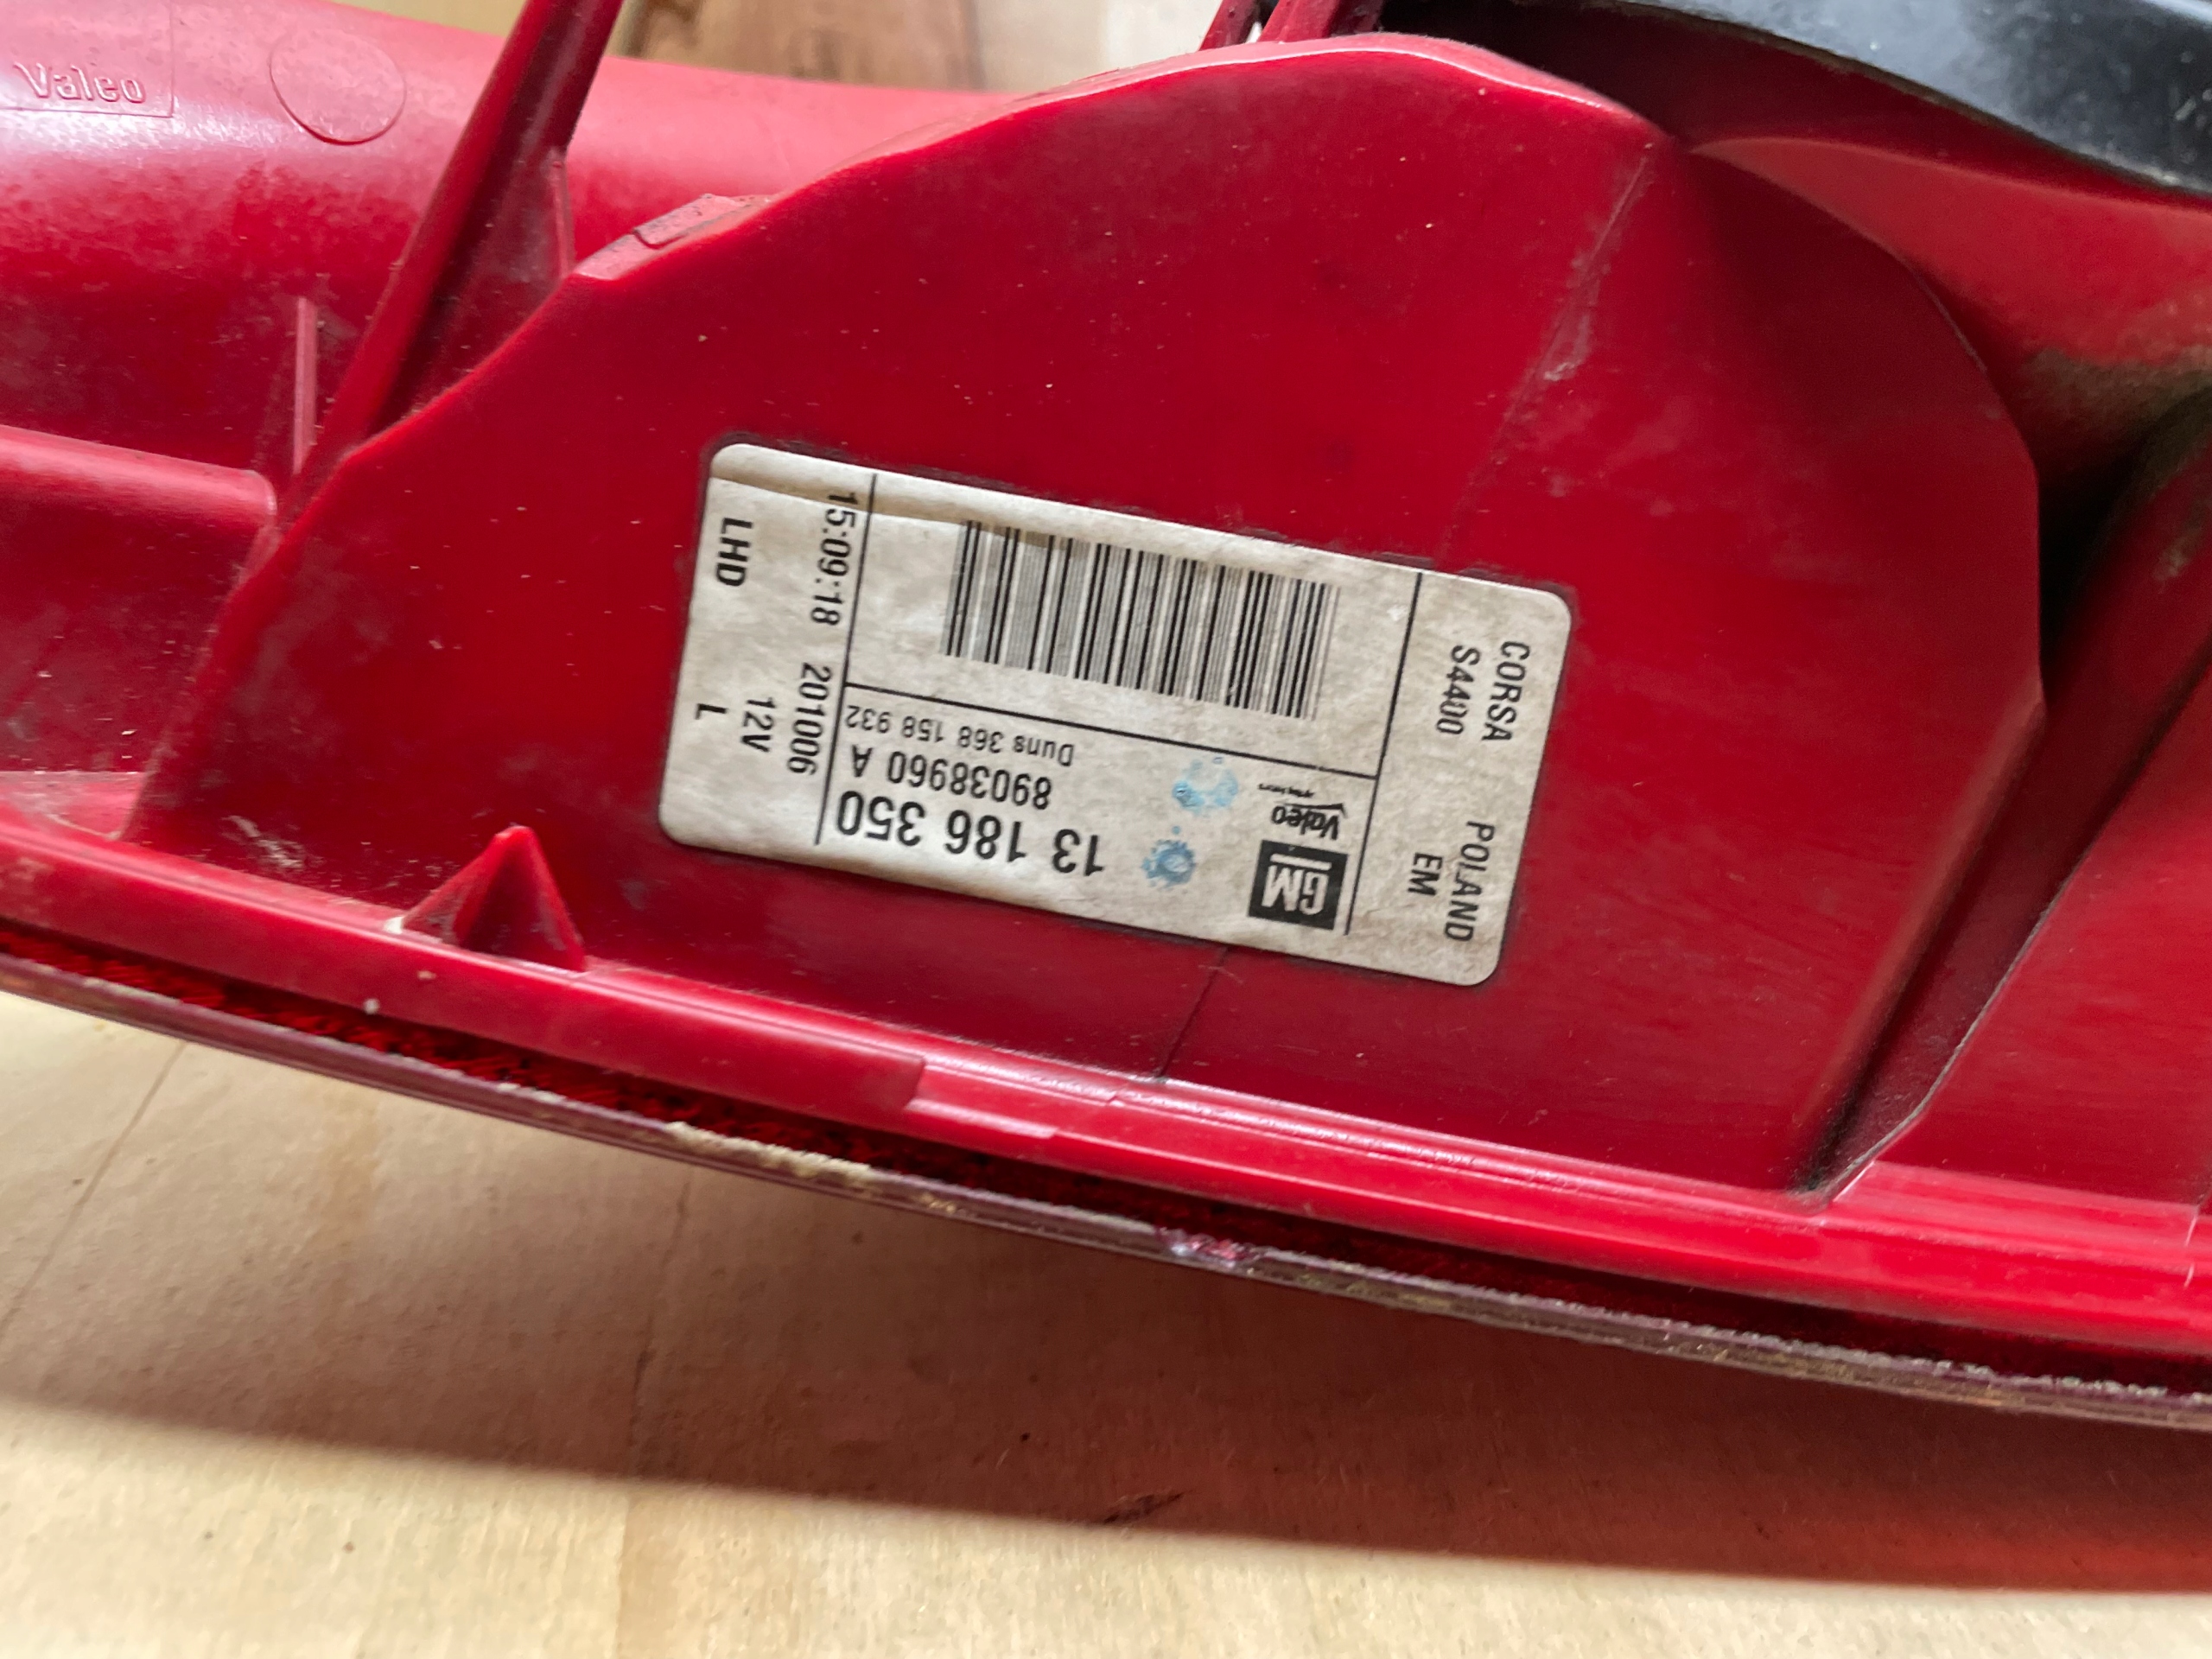 Valeo
GM
Valeo
13 186 350
89038960 A
Duns 368 158 932
CORSA POLAND
S4400 EM
15:09:18 201006
LHD 12V
L